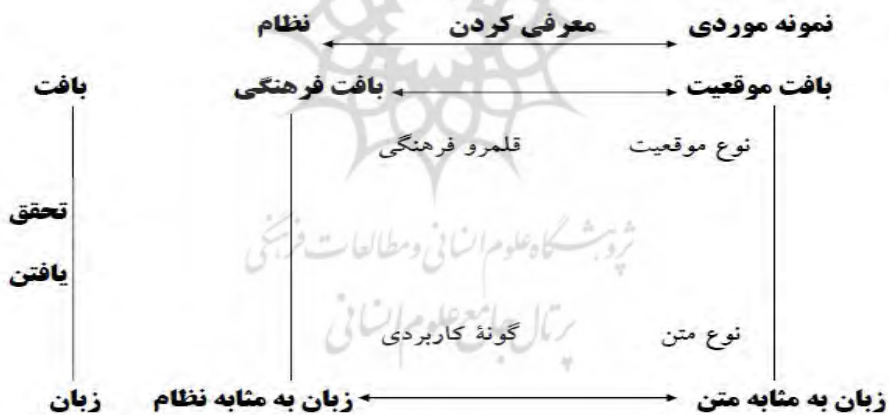 نمونه موردی معرفی کردن نظام
بافت موقعیت بافت فرهنگی بافت
نوع موقعیت قلمرو فرهنگی
تحقق
یافتن
پژوهشگاه علوم انسانی و مطالعات فرهنگی
پرتال جامع علوم انسانی
نوع متن گونۀ کاربردی
زبان به مثابه متن زبان به مثابه نظام زبان